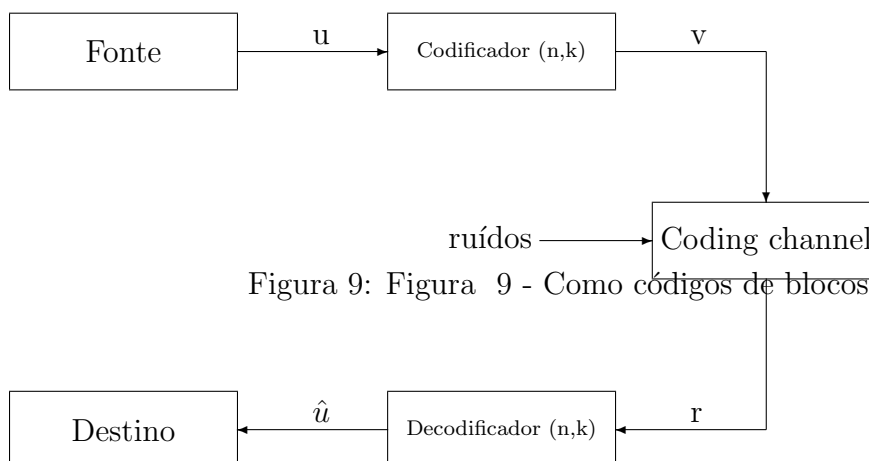 Fonte
u
Codificador (n,k)
v
ruídos
Coding channel
Figura 9: Figura 9 - Como códigos de blocos
Destino
û
Decodificador (n,k)
r